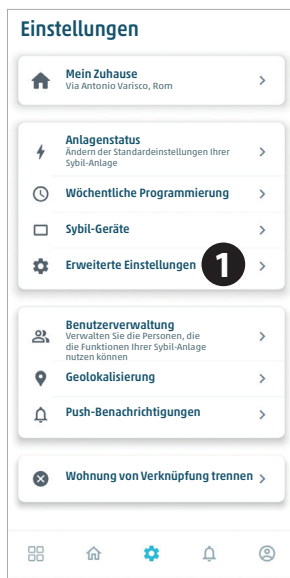 Einstellungen
Mein Zuhause
Via Antonio Varisco, Rom
Anlagenstatus
Ändern der Standardeinstellungen Ihrer
Sybil-Anlage
Wöchentliche Programmierung
Sybil-Geräte
Erweiterte Einstellungen 1
Benutzerverwaltung
Verwalten Sie die Personen, die
die Funktionen Ihrer Sybil-Anlage
nutzen können
Geolokalisierung
Push-Benachrichtigungen
Wohnung von Verknüpfung trennen